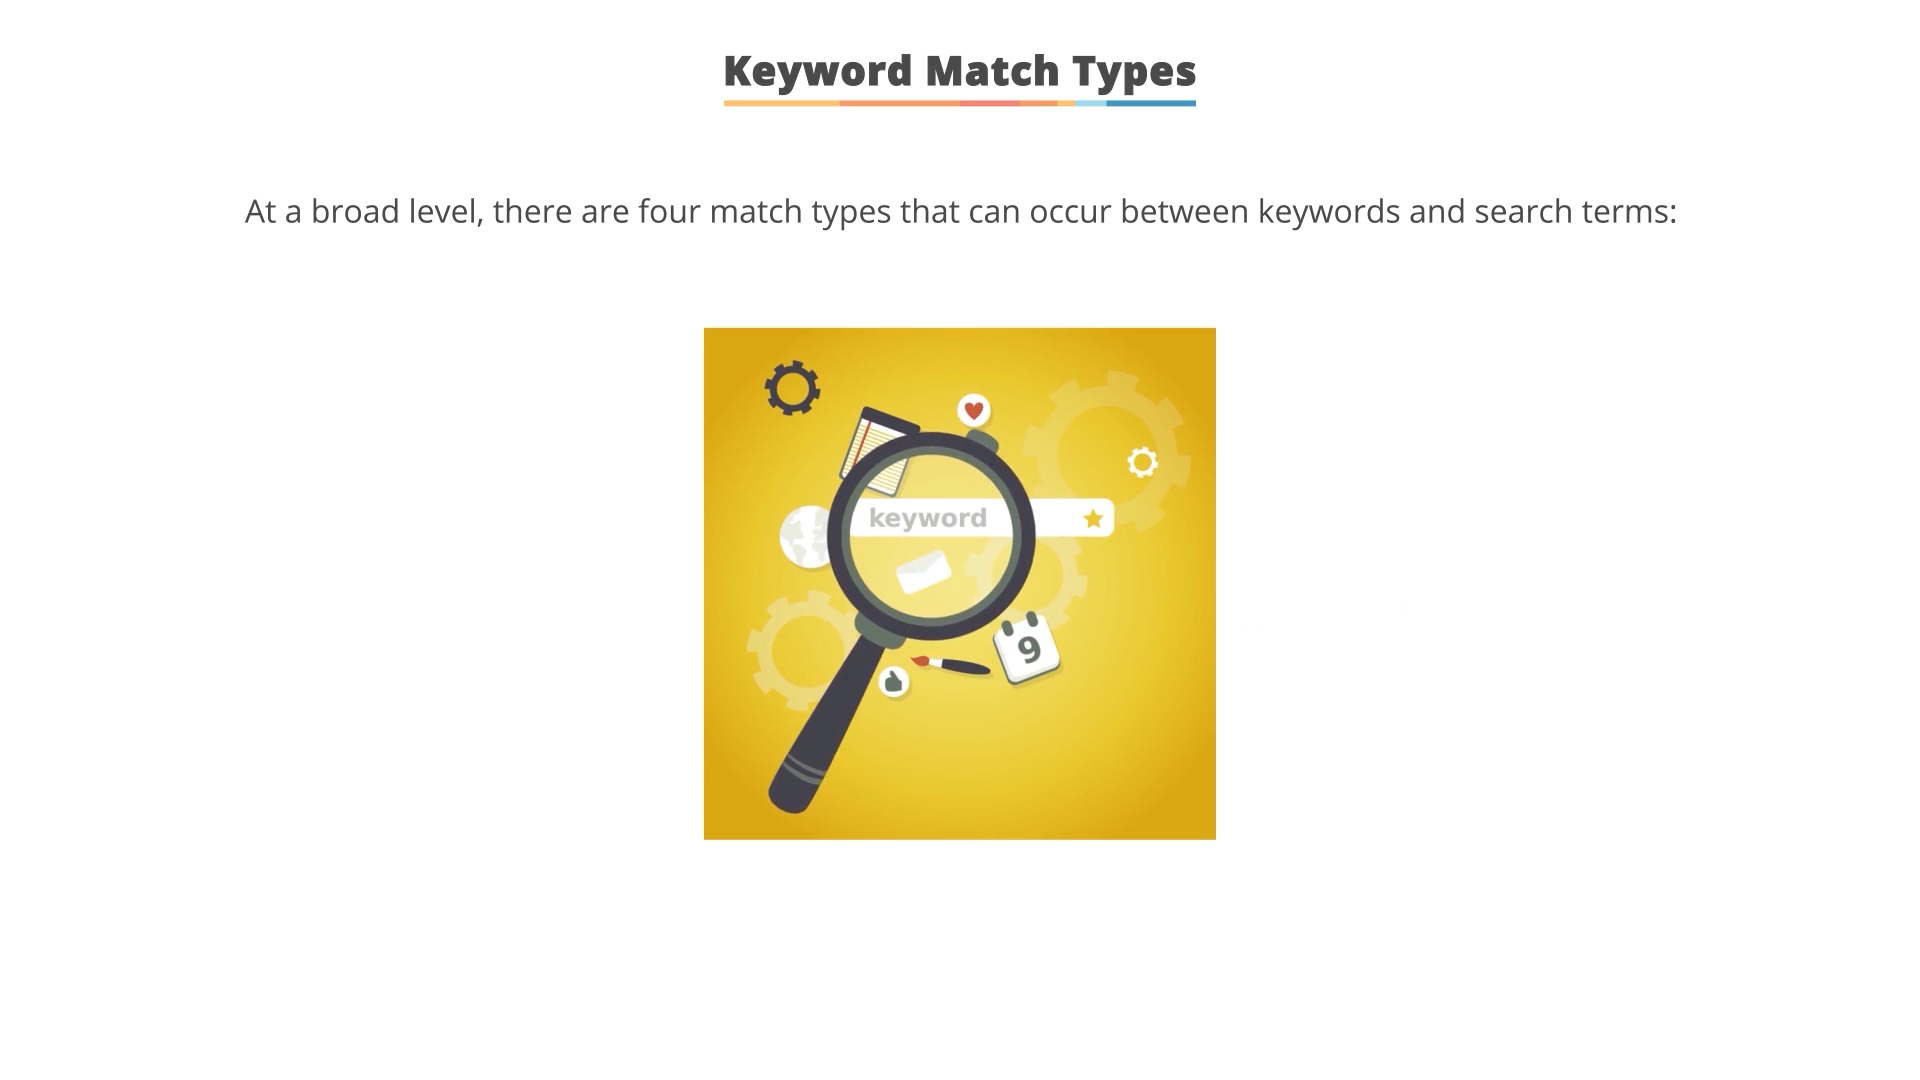 Keyword Match Types
At a broad level, there are four match types that can occur between keywords and search terms:
keyword
9